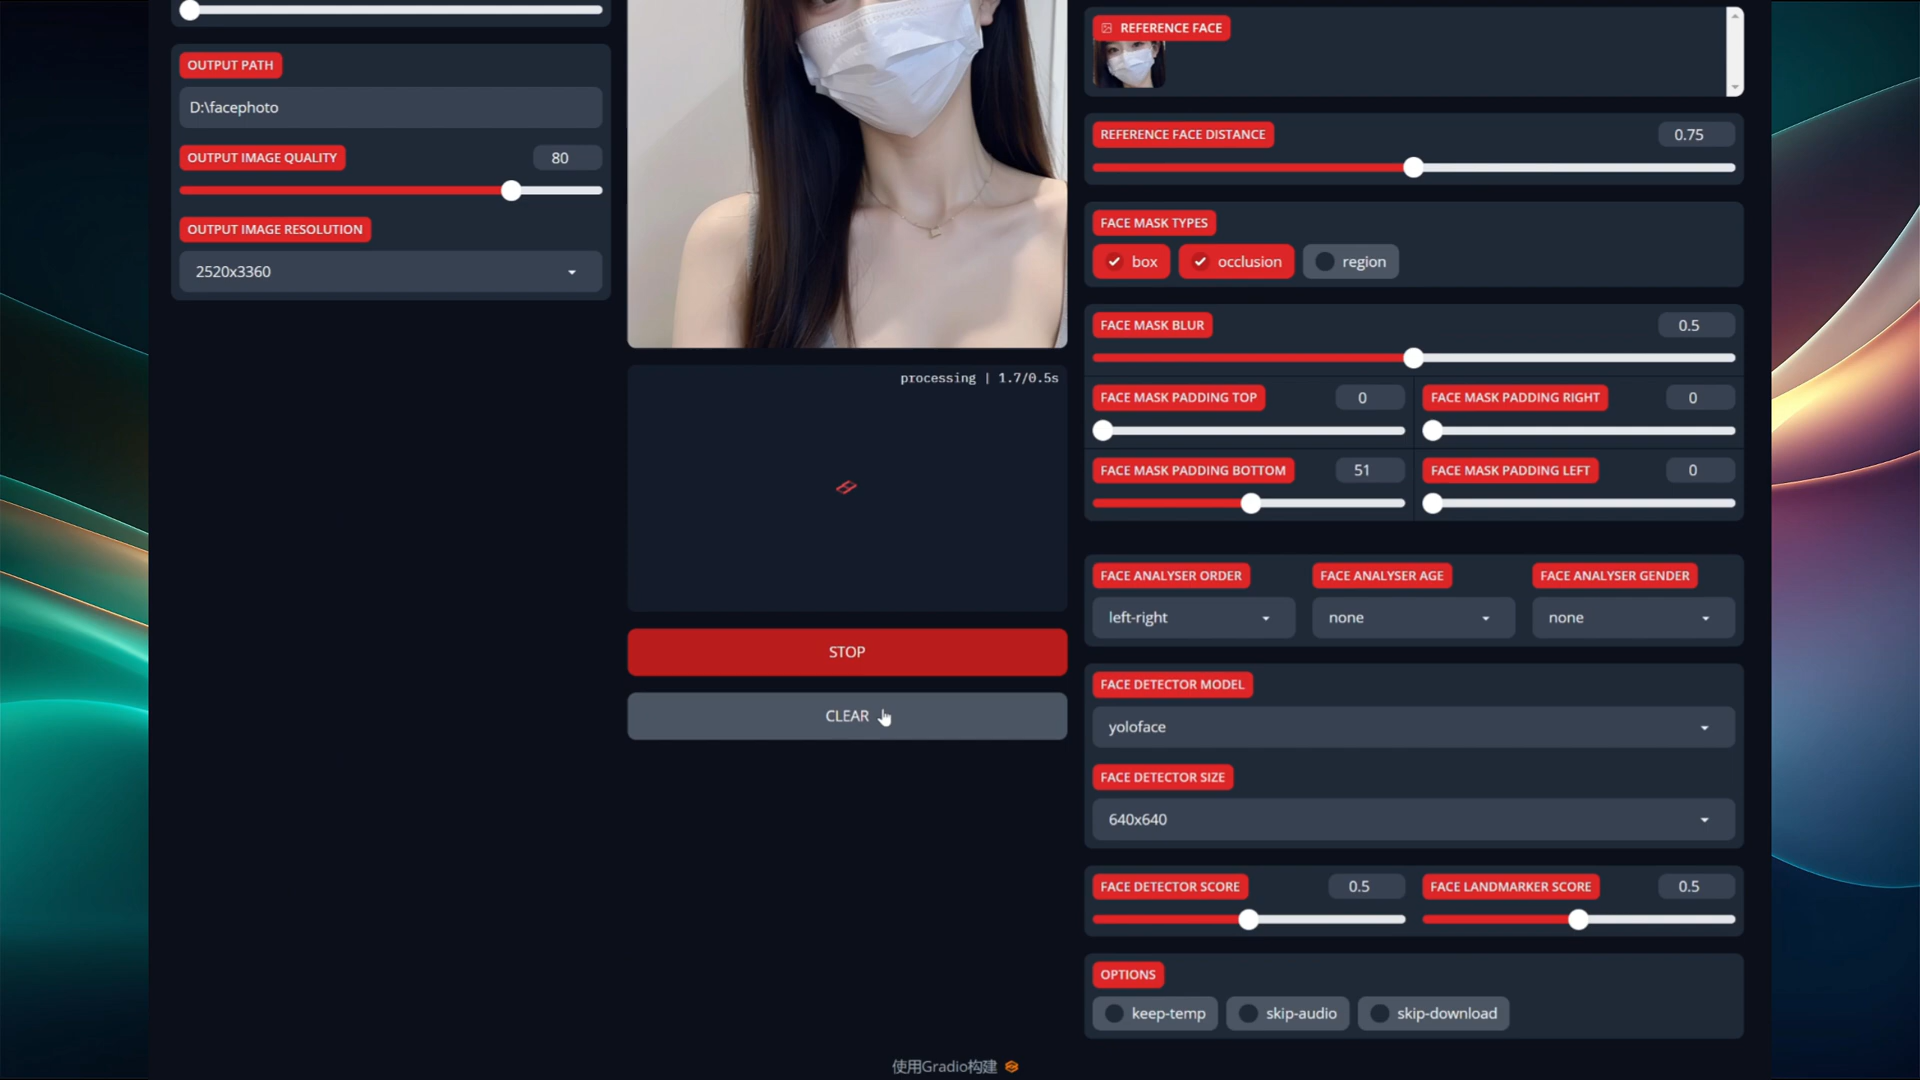 OUTPUT PATH
D:\facephoto
OUTPUT IMAGE QUALITY
80
OUTPUT IMAGE RESOLUTION
2520x3360
processing | 1.7/0.5s
STOP
CLEAR
REFERENCE FACE
REFERENCE FACE DISTANCE
0.75
FACE MASK TYPES
box occlusion region
FACE MASK BLUR
0.5
FACE MASK PADDING TOP
0
FACE MASK PADDING RIGHT
0
FACE MASK PADDING BOTTOM
51
FACE MASK PADDING LEFT
0
FACE ANALYSER ORDER
left-right
FACE ANALYSER AGE
none
FACE ANALYSER GENDER
none
FACE DETECTOR MODEL
yoloface
FACE DETECTOR SIZE
640x640
FACE DETECTOR SCORE
0.5
FACE LANDMARKER SCORE
0.5
OPTIONS
keep-temp skip-audio skip-download
使用Gradio构建